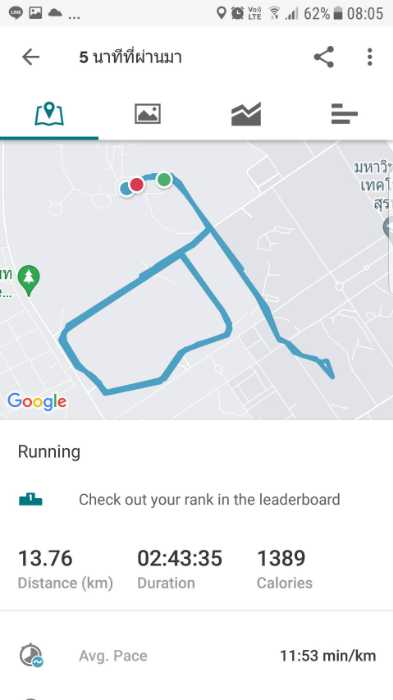 62% 08:05
5 นาทีที่ผ่านมา
มหาวิ
เทคโ
สุร
Google
Running
Check out your rank in the leaderboard
13.76 02:43:35 1389
Distance (km) Duration Calories
Avg. Pace 11:53 min/km